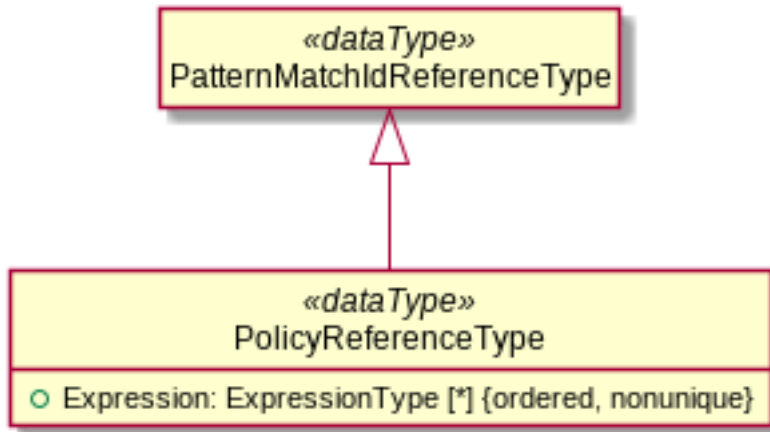 «dataType»
PatternMatchIdReferenceType
«dataType»
PolicyReferenceType
Expression: ExpressionType [*] {ordered, nonunique}